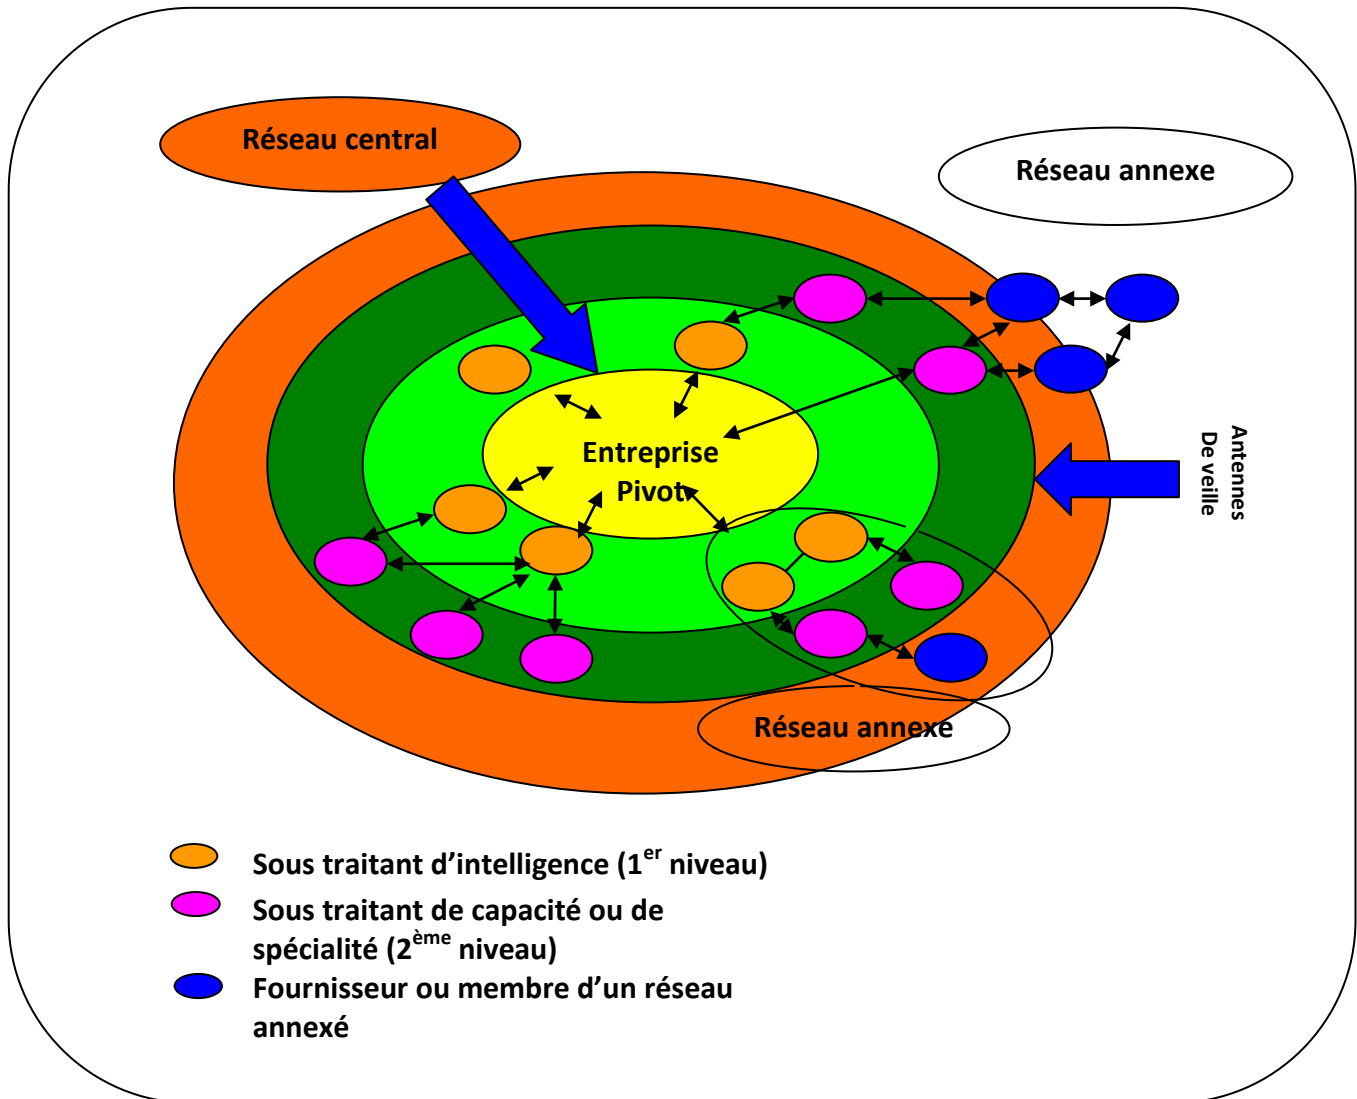 Réseau central
Réseau annexe
Entreprise
Pivot
Antennes
De veille
Réseau annexe
Sous traitant d'intelligence (1er niveau)
Sous traitant de capacité ou de
spécialité (2ème niveau)
Fournisseur ou membre d’un réseau
annexé